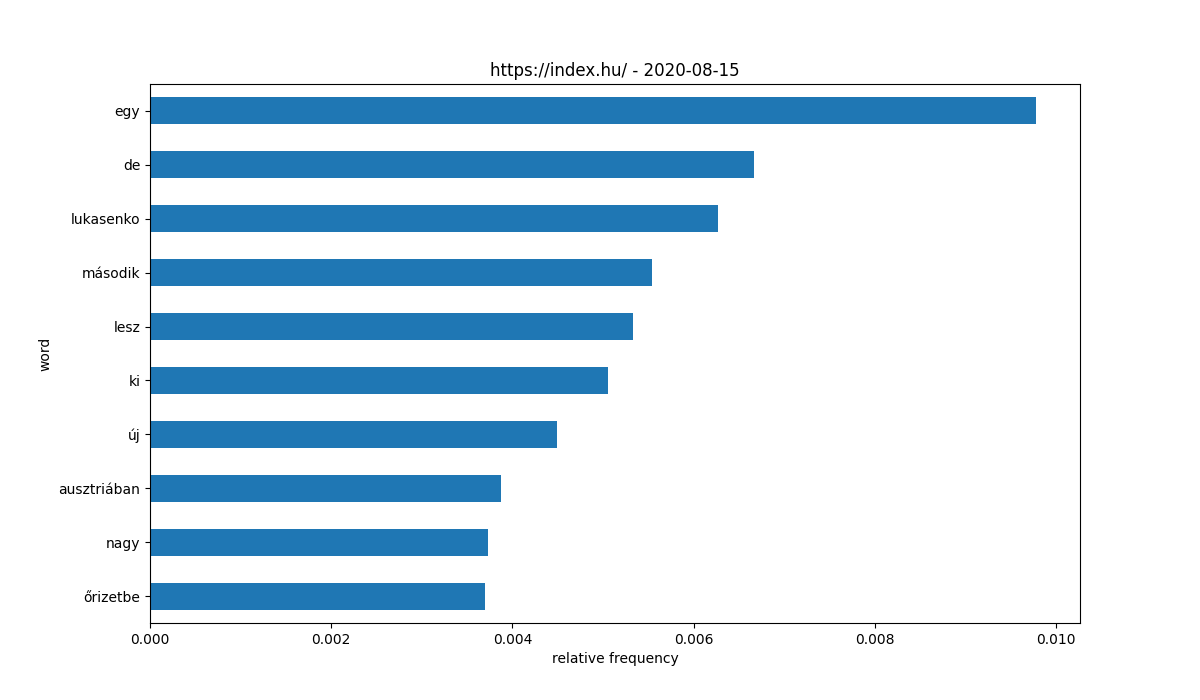 https://index.hu/ - 2020-08-15
egy
de
lukasenko
második
lesz
word
ki
új
ausztriában
nagy
őrizetbe
0.000 0.002 0.004 0.006 0.008 0.010
relative frequency